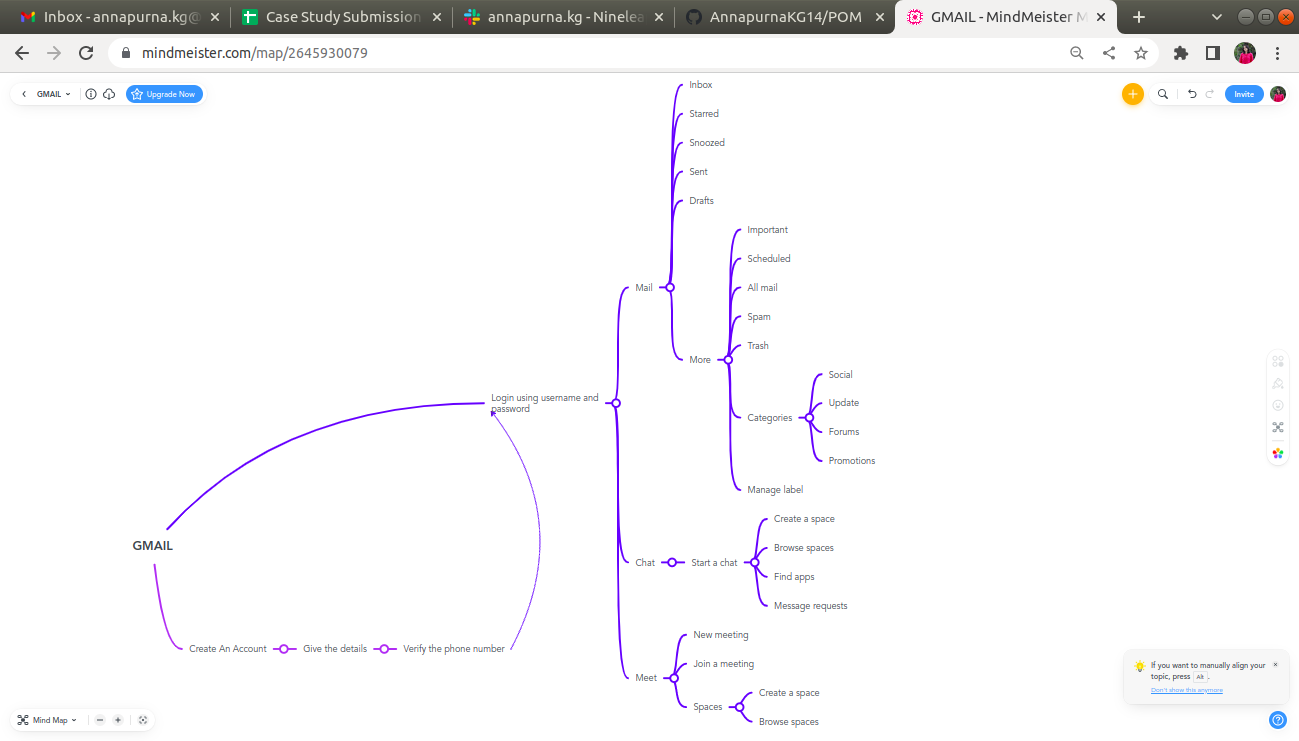 Inbox - annapurna.kg@
Case Study Submission
annapurna.kg - Ninelea
AnnapurnaKG14/POM
GMAIL - MindMeister M
mindmeister.com/map/2645930079
GMAIL
Upgrade Now
Invite
Inbox
Starred
Snoozed
Sent
Drafts
Important
Scheduled
All mail
Mail
Spam
Trash
More
Social
Login using username and
password
Update
Categories
Forums
Promotions
Manage label
Create a space
GMAIL
Browse spaces
Chat
Start a chat
Find apps
Message requests
New meeting
Create An Account
Give the details
Verify the phone number
Join a meeting
Meet
Create a space
Spaces
Browse spaces
If you want to manually align your
topic, press Alt .
Don't show this anymore
Mind Map